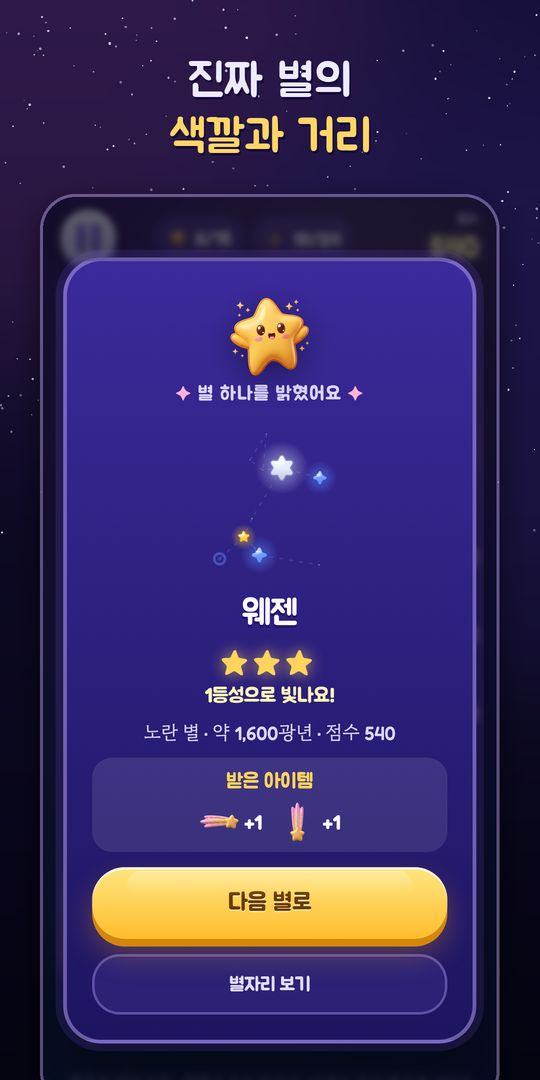 진짜 별의
색깔과 거리
별 하나를 밝혔어요
웨젠
1등성으로 빛나요!
노란 별 · 약 1,600광년 · 점수 540
받은 아이템
+1 +1
다음 별로
별자리 보기